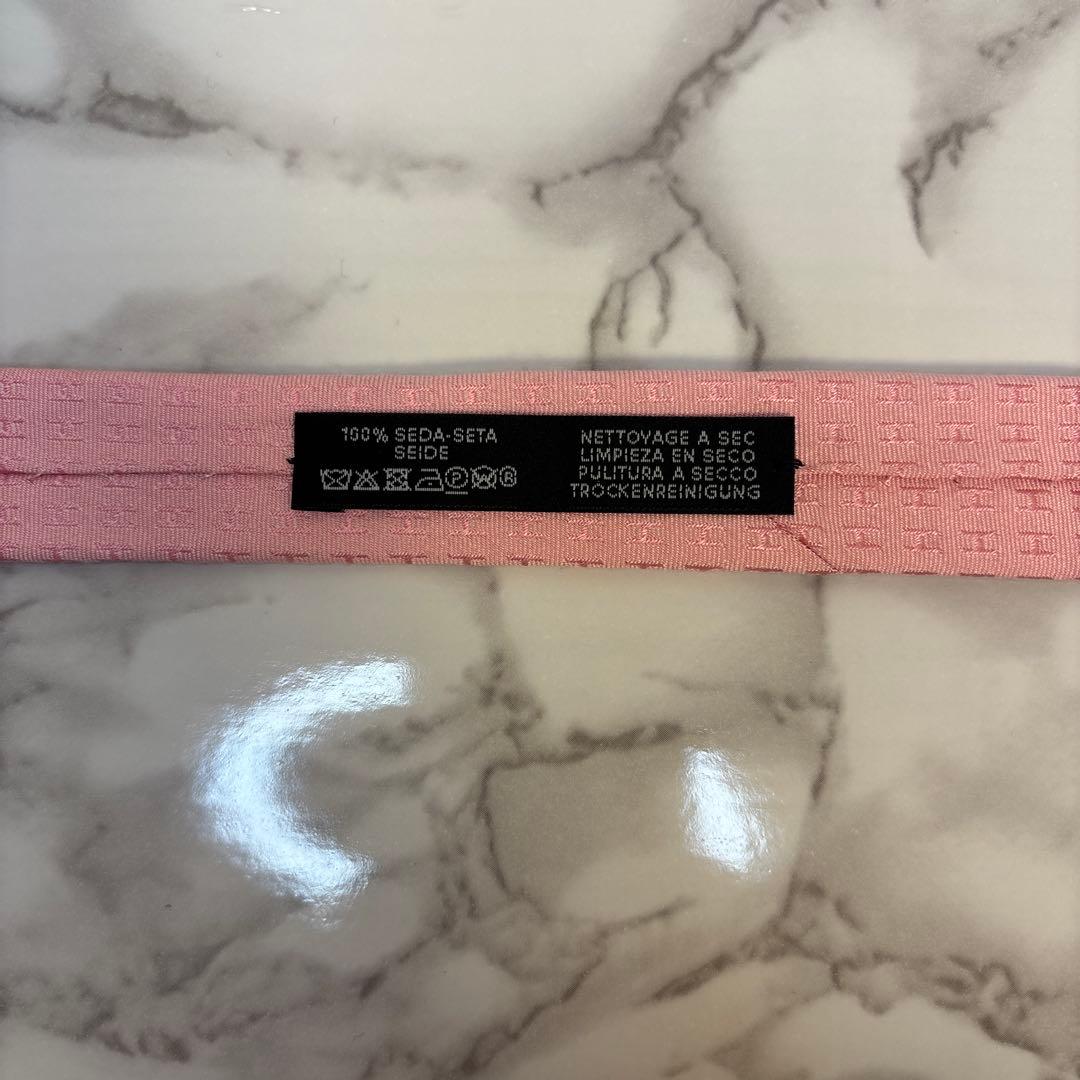 100% SEDA-SETA
SEIDE
NETTOYAGE A SEC
LIMPIEZA EN SECO
PULITURA A SECCO
TROCKENREINIGUNG